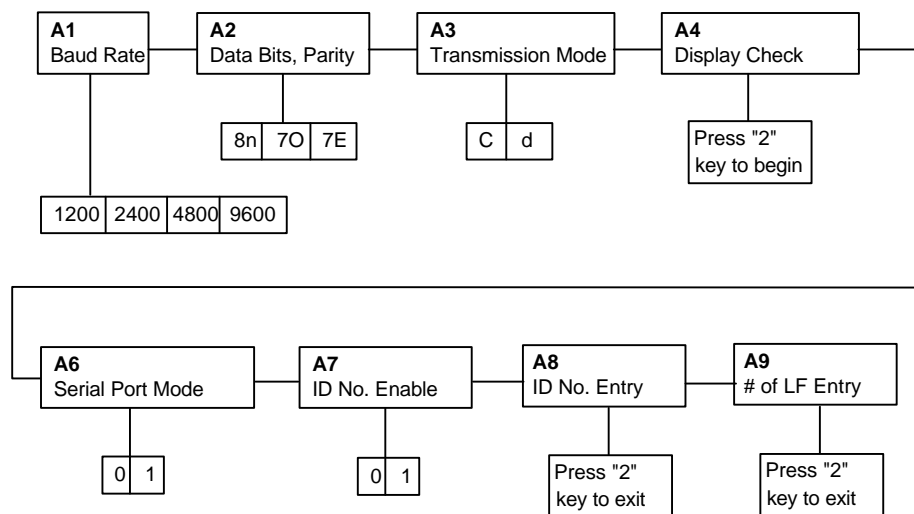 A1
Baud Rate
A2
Data Bits, Parity
A3
Transmission Mode
A4
Display Check
8n 7O 7E
C d
Press "2"
key to begin
1200 2400 4800 9600
A6
Serial Port Mode
A7
ID No. Enable
A8
ID No. Entry
A9
# of LF Entry
0 1
0 1
Press "2"
key to exit
Press "2"
key to exit